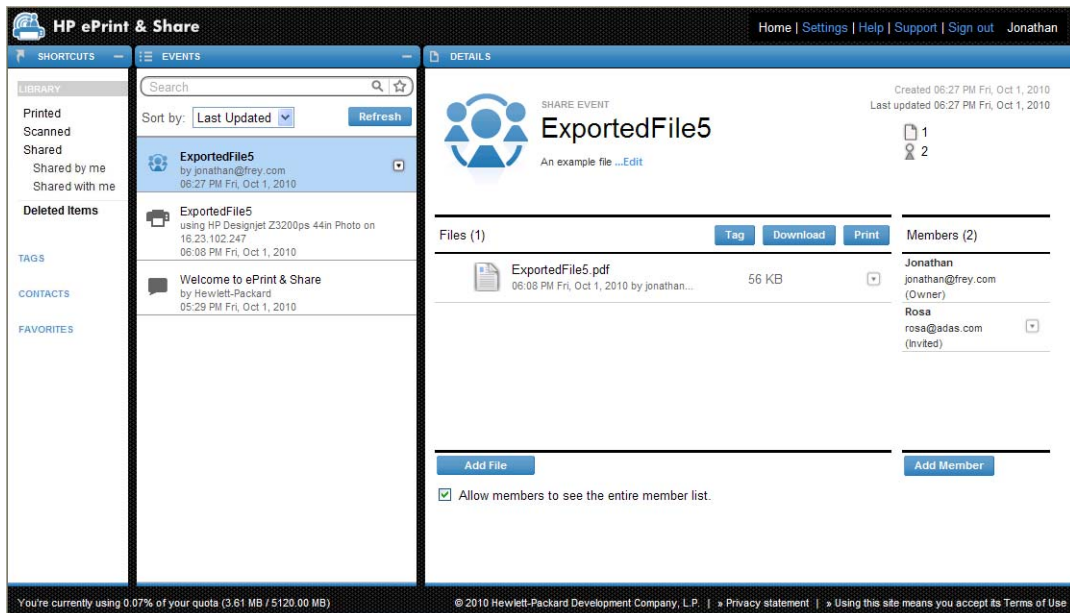 HP ePrint & Share
Home | Settings | Help | Support | Sign out Jonathan
SHORTCUTS
LIBRARY
Printed
Scanned
Shared
Shared by me
Shared with me
Deleted Items
TAGS
CONTACTS
FAVORITES
EVENTS
Search
Sort by: Last Updated Refresh
ExportedFile5
by jonathan@frey.com
06:27 PM Fri, Oct 1, 2010
ExportedFile5
using HP Designjet Z3200ps 44in Photo on
16.23.102.247
06:08 PM Fri, Oct 1, 2010
Welcome to ePrint & Share
by Hewlett-Packard
05:29 PM Fri, Oct 1, 2010
DETAILS
SHARE EVENT
ExportedFile5
An example file ...Edit
Created 06:27 PM Fri, Oct 1, 2010
Last updated 06:27 PM Fri, Oct 1, 2010
1
2
Files (1) Tag Download Print
ExportedFile5.pdf 56 KB
06:08 PM Fri, Oct 1, 2010 by jonathan...
Members (2)
Jonathan
jonathan@frey.com
(Owner)
Rosa
rosa@adas.com
(Invited)
Add File
Add Member
Allow members to see the entire member list.
You're currently using 0.07% of your quota (3.61 MB / 5120.00 MB)
© 2010 Hewlett-Packard Development Company, L.P. | » Privacy statement | » Using this site means you accept its Terms of Use